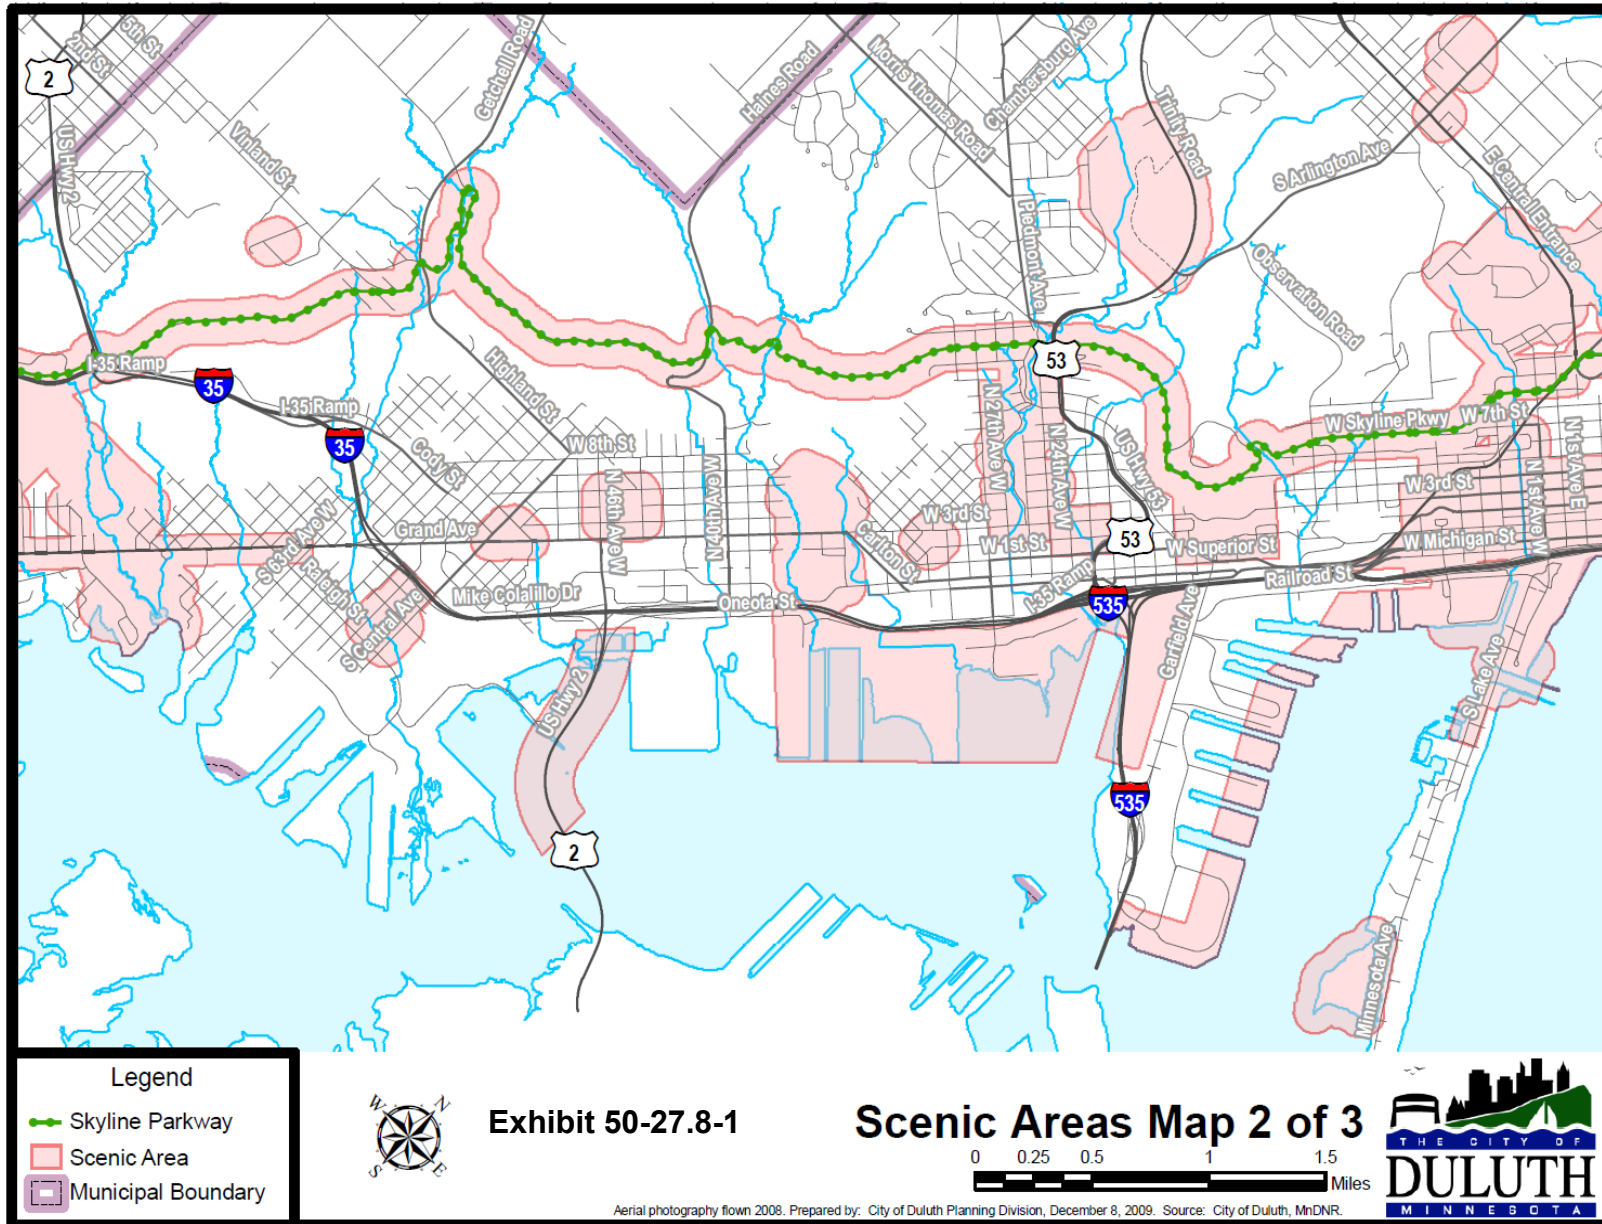 2nd St
5th St
Getchell Road
Haines Road
Morris Thomas Road
Chambersburg Ave
Trinity Road
2
US Hwy 2
Vinland St
S Arlington Ave
E Central Entrance
Piedmont Ave
Observation Road
I-35 Ramp
35
I-35 Ramp
35
Highland St
53
Cody St
W 8th St
N 46th Ave W
N 40th Ave W
N 27th Ave W
N 24th Ave W
US Hwy 53
W Skyline Pkwy
W 7th St
N 1st Ave E
N 1st Ave W
W 3rd St
W 3rd St
Grand Ave
Carlton St
W 1st St
53
W Superior St
W Michigan St
S 63rd Ave W
Raleigh St
S Central Ave
Mike Colalillo Dr
Oneota St
I-35 Ramp
535
Railroad St
Garfield Ave
US Hwy 2
S Lake Ave
535
2
Minnesota Ave
Legend
Skyline Parkway
Scenic Area
Municipal Boundary
W
N
S
E
Exhibit 50-27.8-1
Scenic Areas Map 2 of 3
0 0.25 0.5 1 1.5
Miles
THE CITY OF
DULUTH
MINNESOTA
Aerial photography flown 2008. Prepared by: City of Duluth Planning Division, December 8, 2009. Source: City of Duluth, MnDNR.